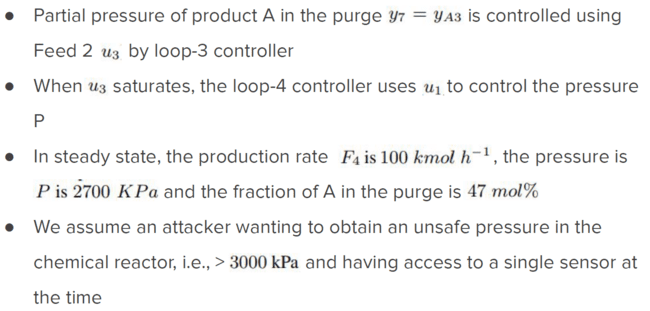 • Partial pressure of product A in the purge y₇ = y_A3 is controlled using
Feed 2 u₃ by loop-3 controller
• When u₃ saturates, the loop-4 controller uses u₁ to control the pressure
P
• In steady state, the production rate F₄ is 100 kmol h⁻¹, the pressure is
P is 2700 KPa and the fraction of A in the purge is 47 mol%
• We assume an attacker wanting to obtain an unsafe pressure in the
chemical reactor, i.e., > 3000 kPa and having access to a single sensor at
the time